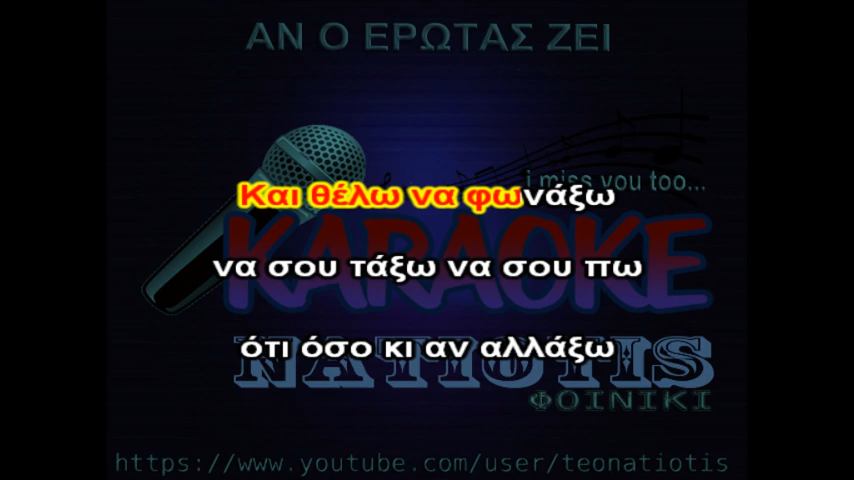 ΑΝ Ο ΕΡΩΤΑΣ ΖΕΙ
i miss you too...
Και θέλω να φωνάξω
KARAOKE
να σου τάξω να σου πω
ότι όσο κι αν αλλάξω
NATIOTIS
ΦΟΙΝΙΚΙ
https://www.youtube.com/user/teonatiotis